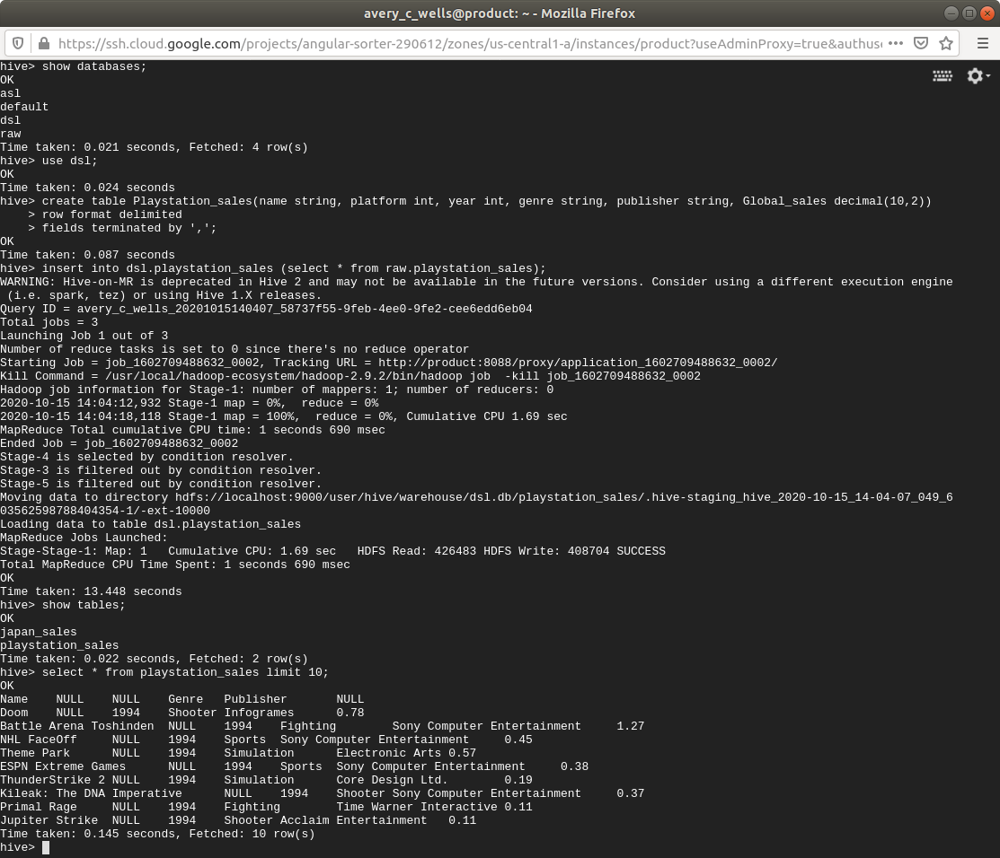 avery_c_wells@product: ~ - Mozilla Firefox
https://ssh.cloud.google.com/projects/angular-sorter-290612/zones/us-central1-a/instances/product?useAdminProxy=true&authuse
hive> show databases;
OK
asl
default
dsl
raw
Time taken: 0.021 seconds, Fetched: 4 row(s)
hive> use dsl;
OK
Time taken: 0.024 seconds
hive> create table Playstation_sales(name string, platform int, year int, genre string, publisher string, Global_sales decimal(10,2))
    > row format delimited
    > fields terminated by ',';
OK
Time taken: 0.087 seconds
hive> insert into dsl.playstation_sales (select * from raw.playstation_sales);
WARNING: Hive-on-MR is deprecated in Hive 2 and may not be available in the future versions. Consider using a different execution engine
 (i.e. spark, tez) or using Hive 1.X releases.
Query ID = avery_c_wells_20201015140407_58737f55-9feb-4ee0-9fe2-cee6edd6eb04
Total jobs = 3
Launching Job 1 out of 3
Number of reduce tasks is set to 0 since there's no reduce operator
Starting Job = job_1602709488632_0002, Tracking URL = http://product:8088/proxy/application_1602709488632_0002/
Kill Command = /usr/local/hadoop-ecosystem/hadoop-2.9.2/bin/hadoop job  -kill job_1602709488632_0002
Hadoop job information for Stage-1: number of mappers: 1; number of reducers: 0
2020-10-15 14:04:12,932 Stage-1 map = 0%,  reduce = 0%
2020-10-15 14:04:18,118 Stage-1 map = 100%,  reduce = 0%, Cumulative CPU 1.69 sec
MapReduce Total cumulative CPU time: 1 seconds 690 msec
Ended Job = job_1602709488632_0002
Stage-4 is selected by condition resolver.
Stage-3 is filtered out by condition resolver.
Stage-5 is filtered out by condition resolver.
Moving data to directory hdfs://localhost:9000/user/hive/warehouse/dsl.db/playstation_sales/.hive-staging_hive_2020-10-15_14-04-07_049_6
03562598788404354-1/-ext-10000
Loading data to table dsl.playstation_sales
MapReduce Jobs Launched:
Stage-Stage-1: Map: 1   Cumulative CPU: 1.69 sec   HDFS Read: 426483 HDFS Write: 408704 SUCCESS
Total MapReduce CPU Time Spent: 1 seconds 690 msec
OK
Time taken: 13.448 seconds
hive> show tables;
OK
japan_sales
playstation_sales
Time taken: 0.022 seconds, Fetched: 2 row(s)
hive> select * from playstation_sales limit 10;
OK
Name    NULL    NULL    Genre   Publisher       NULL
Doom    NULL    1994    Shooter Infogrames      0.78
Battle Arena Toshinden  NULL    1994    Fighting        Sony Computer Entertainment     1.27
NHL FaceOff     NULL    1994    Sports  Sony Computer Entertainment     0.45
Theme Park      NULL    1994    Simulation      Electronic Arts 0.57
ESPN Extreme Games      NULL    1994    Sports  Sony Computer Entertainment     0.38
ThunderStrike 2 NULL    1994    Simulation      Core Design Ltd.        0.19
Kileak: The DNA Imperative      NULL    1994    Shooter Sony Computer Entertainment     0.37
Primal Rage     NULL    1994    Fighting        Time Warner Interactive 0.11
Jupiter Strike  NULL    1994    Shooter Acclaim Entertainment   0.11
Time taken: 0.145 seconds, Fetched: 10 row(s)
hive>